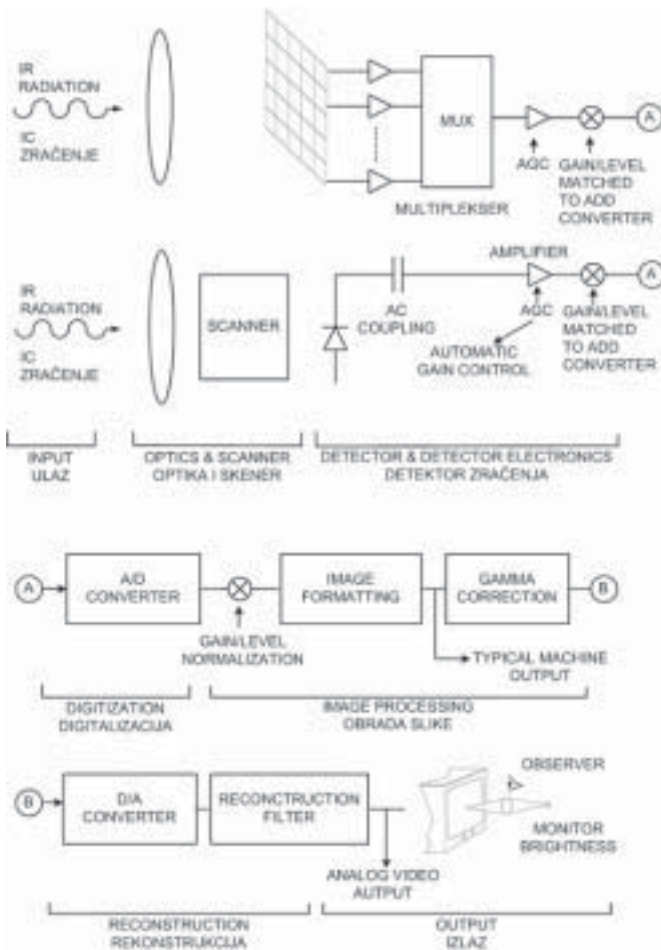 IR
RADIATION
IC
ZRAČENJE
MUX
MULTIPLEKSER
AGC
GAIN/LEVEL
MATCHED
TO ADD
CONVERTER
A
IR
RADIATION
IC
ZRAČENJE
SCANNER
AC
COUPLING
AMPLIFIER
AGC
AUTOMATIC
GAIN CONTROL
GAIN/LEVEL
MATCHED
TO ADD
CONVERTER
A
INPUT
ULAZ
OPTICS & SCANNER
OPTIKA I SKENER
DETECTOR & DETECTOR ELECTRONICS
DETEKTOR ZRAČENJA
A
A/D
CONVERTER
GAIN/LEVEL
NORMALIZATION
IMAGE
FORMATTING
GAMMA
CORRECTION
B
TYPICAL MACHINE
OUTPUT
DIGITIZATION
DIGITALIZACIJA
IMAGE PROCESSING
OBRADA SLIKE
B
D/A
CONVERTER
RECONCTRUCTION
FILTER
ANALOG VIDEO
AUTPUT
OBSERVER
MONITOR
BRIGHTNESS
RECONSTRUCTION
REKONSTRUKCIJA
OUTPUT
IZLAZ